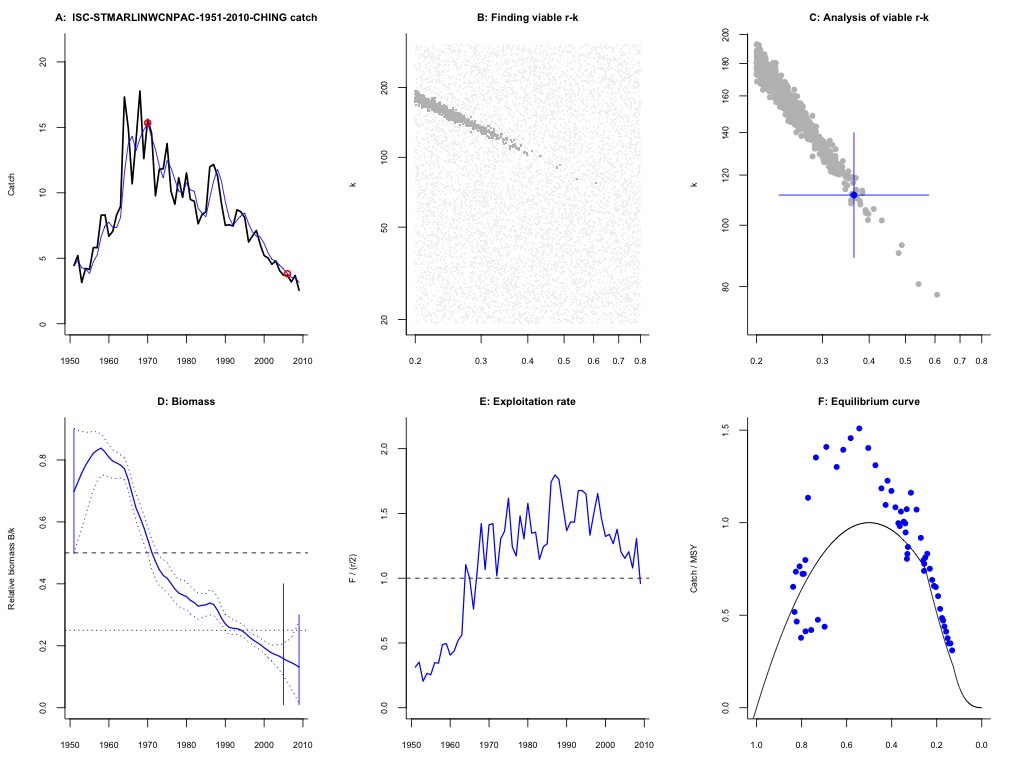 A:  ISC-STMARLINWCNPAC-1951-2010-CHING catch
Catch
0 5 10 15 20
1950 1960 1970 1980 1990 2000 2010
B: Finding viable r-k
k
20 50 100 200
0.2 0.3 0.4 0.5 0.6 0.7 0.8
C: Analysis of viable r-k
k
80 100 120 140 160 180 200
0.2 0.3 0.4 0.5 0.6 0.7 0.8
D: Biomass
Relative biomass B/k
0.0 0.2 0.4 0.6 0.8
1950 1960 1970 1980 1990 2000 2010
E: Exploitation rate
F / (r/2)
0.0 0.5 1.0 1.5 2.0
1950 1960 1970 1980 1990 2000 2010
F: Equilibrium curve
Catch / MSY
0.0 0.5 1.0 1.5
1.0 0.8 0.6 0.4 0.2 0.0